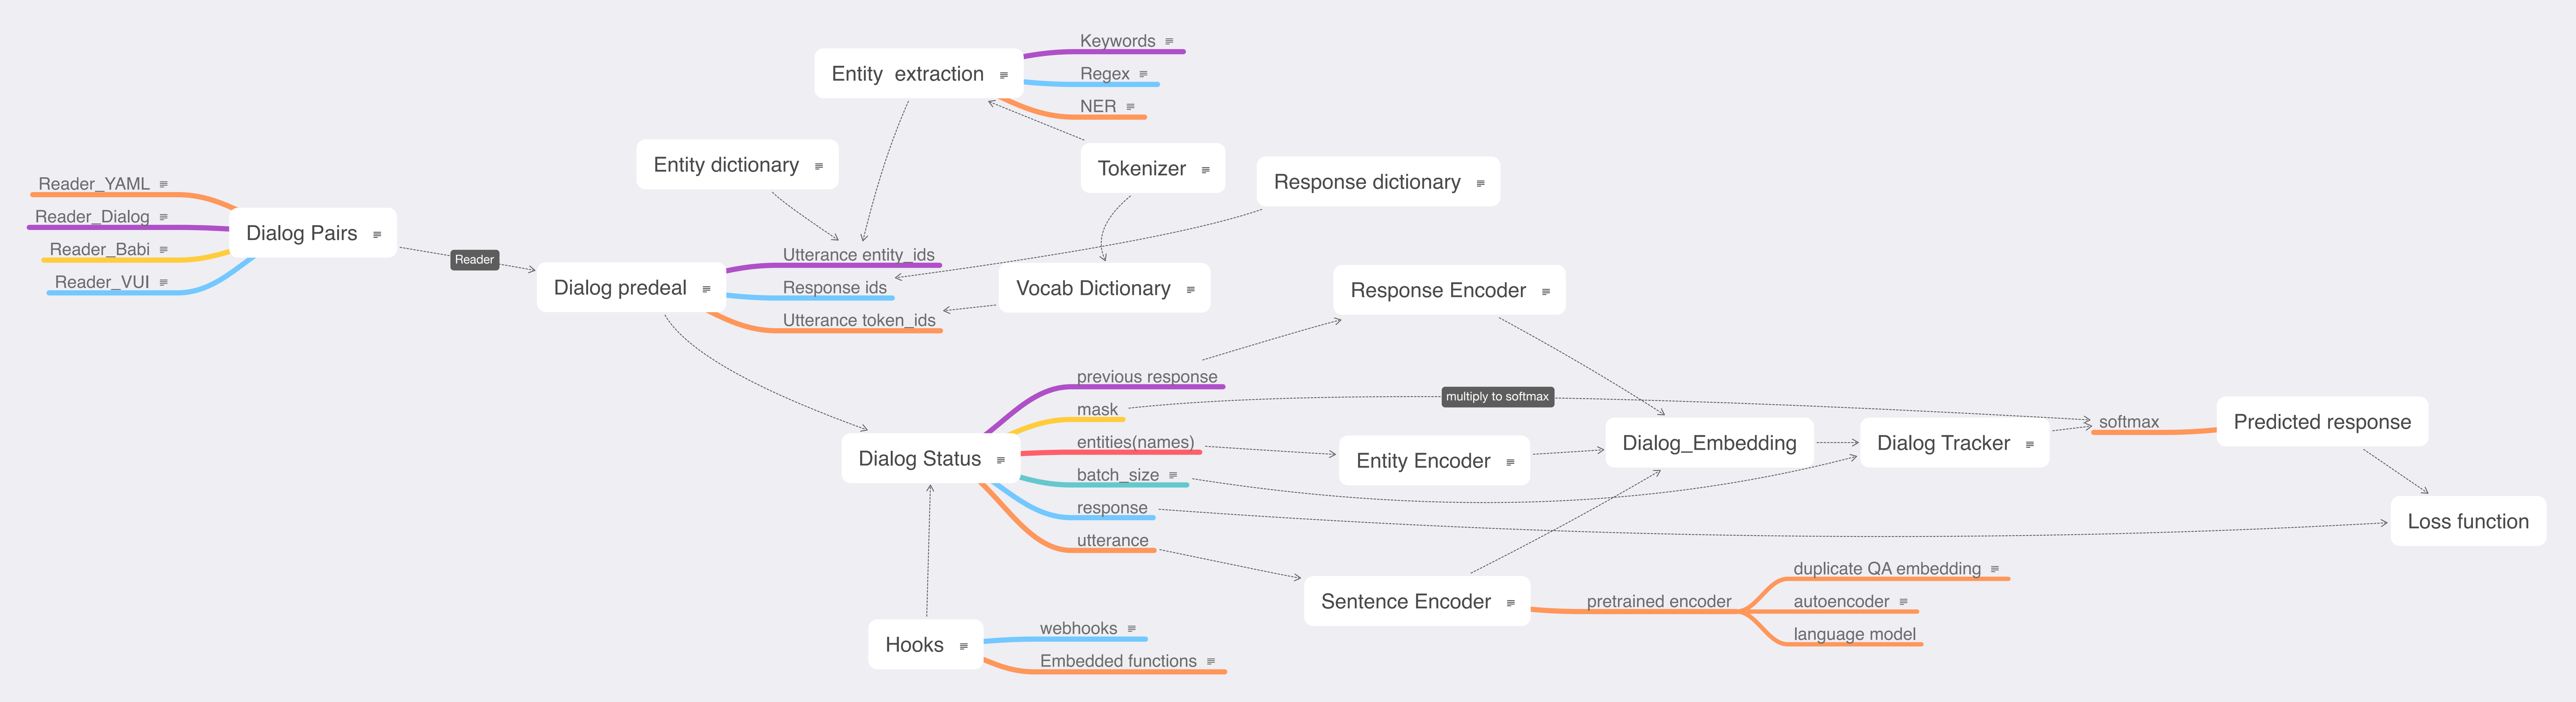 Keywords
Entity  extraction
Regex
NER
Entity dictionary
Tokenizer
Response dictionary
Reader_YAML
Reader_Dialog
Reader_Babi
Reader_VUI
Dialog Pairs
Reader
Dialog predeal
Utterance entity_ids
Response ids
Utterance token_ids
Vocab Dictionary
Response Encoder
Dialog Status
previous response
mask
entities(names)
batch_size
response
utterance
multiply to softmax
Entity Encoder
Dialog_Embedding
Dialog Tracker
softmax
Predicted response
Loss function
Sentence Encoder
pretrained encoder
duplicate QA embedding
autoencoder
language model
Hooks
webhooks
Embedded functions